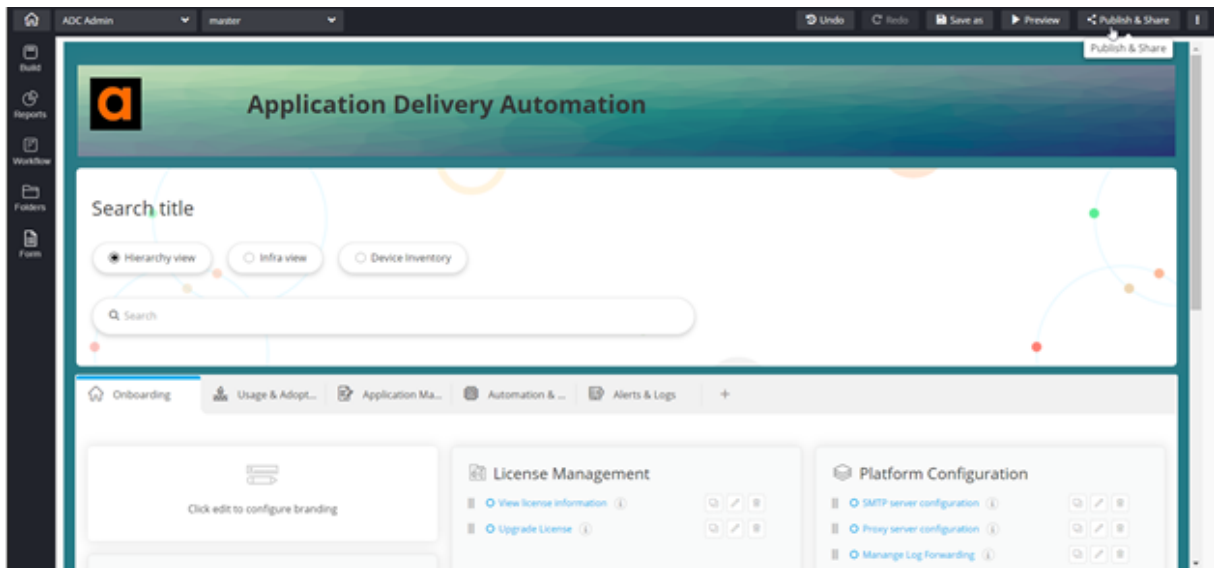 ADC Admin master Undo Redo Save as Preview Publish & Share
Publish & Share
Build
Reports
Workflow
Folders
Form
a Application Delivery Automation
Search title
Hierarchy view Infra view Device Inventory
Search
Onboarding Usage & Adopt... Application Ma... Automation & ... Alerts & Logs +
Click edit to configure branding
License Management
View license information
Upgrade License
Platform Configuration
SMTP server configuration
Proxy server configuration
Manange Log Forwarding